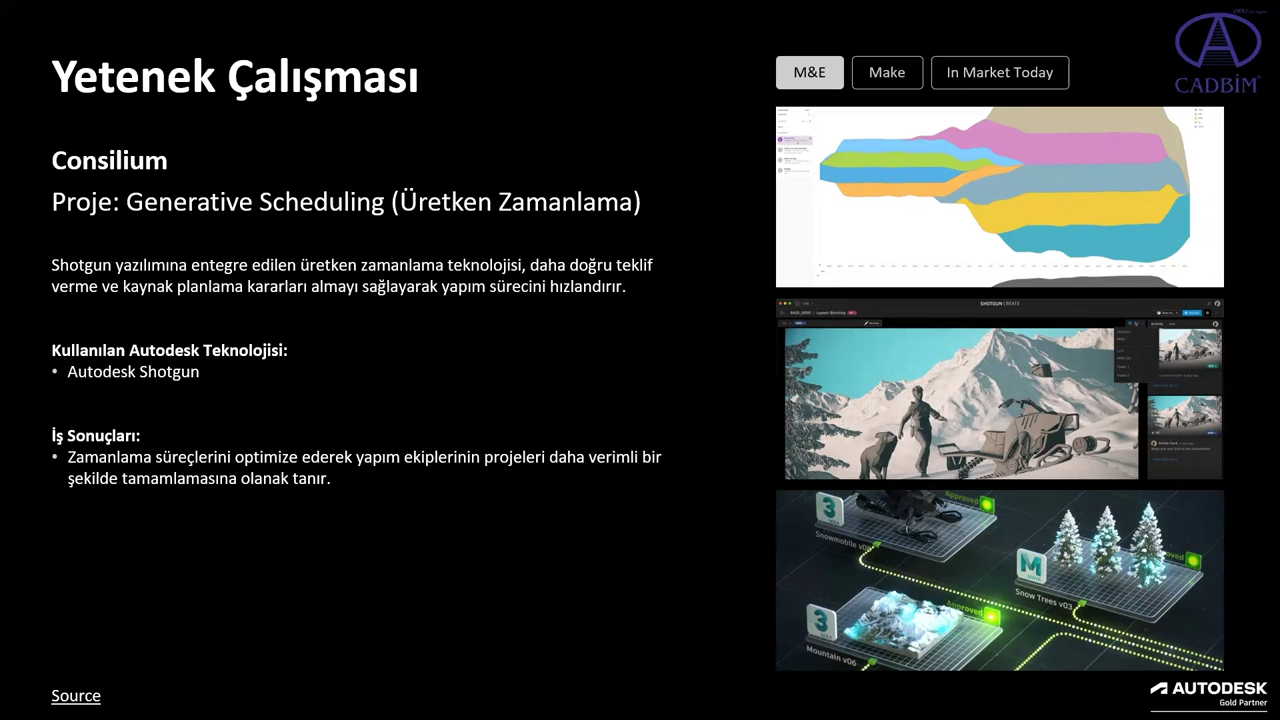 Yetenek Çalışması
M&E
Make
In Market Today
CADBİM
Consilium
Proje: Generative Scheduling (Üretken Zamanlama)
Shotgun yazılımına entegre edilen üretken zamanlama teknolojisi, daha doğru teklif
verme ve kaynak planlama kararları almayı sağlayarak yapım sürecini hızlandırır.
Kullanılan Autodesk Teknolojisi:
• Autodesk Shotgun
İş Sonuçları:
• Zamanlama süreçlerini optimize ederek yapım ekiplerinin projeleri daha verimli bir
şekilde tamamlamasına olanak tanır.
SHOTGUN CREATE
Approved
3
Snowmobile
M
Snow Trees v03
Approved
3
Mountain v06
Source
AUTODESK
Gold Partner